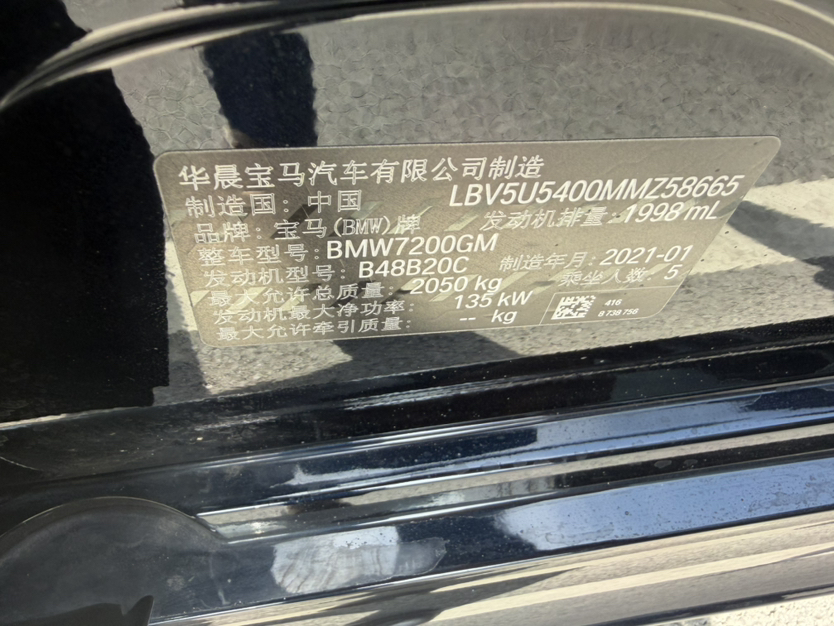 华晨宝马汽车有限公司制造
制造国：中国 LBV5U5400MMZ58665
品牌：宝马(BMW)牌 发动机排量：1998 mL
整车型号：BMW7200GM
发动机型号：B48B20C 制造年月：2021-01
最大允许总质量：2050 kg 乘坐人数：5
发动机最大净功率：135 kW
最大允许牵引质量：-- kg
416
8 738 756